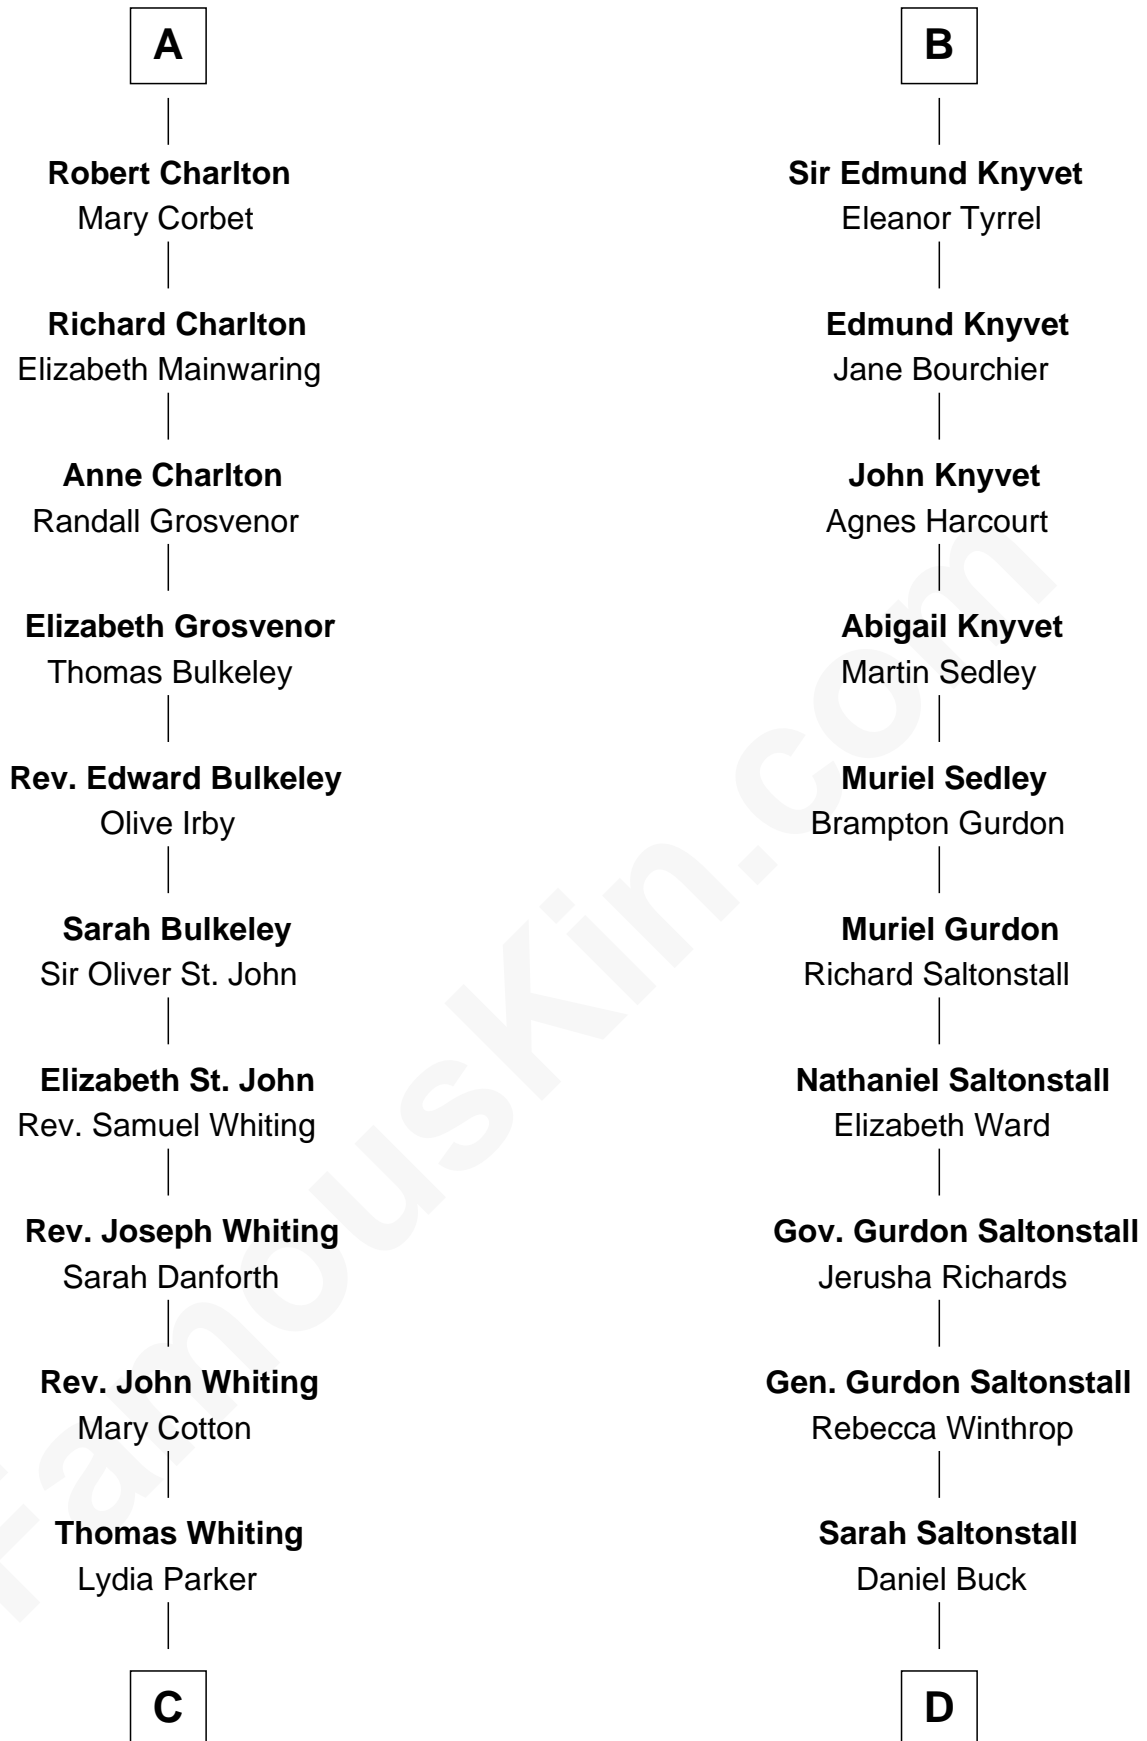 A
Robert Charlton
Mary Corbet
Richard Charlton
Elizabeth Mainwaring
Anne Charlton
Randall Grosvenor
Elizabeth Grosvenor
Thomas Bulkeley
Rev. Edward Bulkeley
Olive Irby
Sarah Bulkeley
Sir Oliver St. John
Elizabeth St. John
Rev. Samuel Whiting
Rev. Joseph Whiting
Sarah Danforth
Rev. John Whiting
Mary Cotton
Thomas Whiting
Lydia Parker
C
B
Sir Edmund Knyvet
Eleanor Tyrrel
Edmund Knyvet
Jane Bourchier
John Knyvet
Agnes Harcourt
Abigail Knyvet
Martin Sedley
Muriel Sedley
Brampton Gurdon
Muriel Gurdon
Richard Saltonstall
Nathaniel Saltonstall
Elizabeth Ward
Gov. Gurdon Saltonstall
Jerusha Richards
Gen. Gurdon Saltonstall
Rebecca Winthrop
Sarah Saltonstall
Daniel Buck
D
FamousKin.com